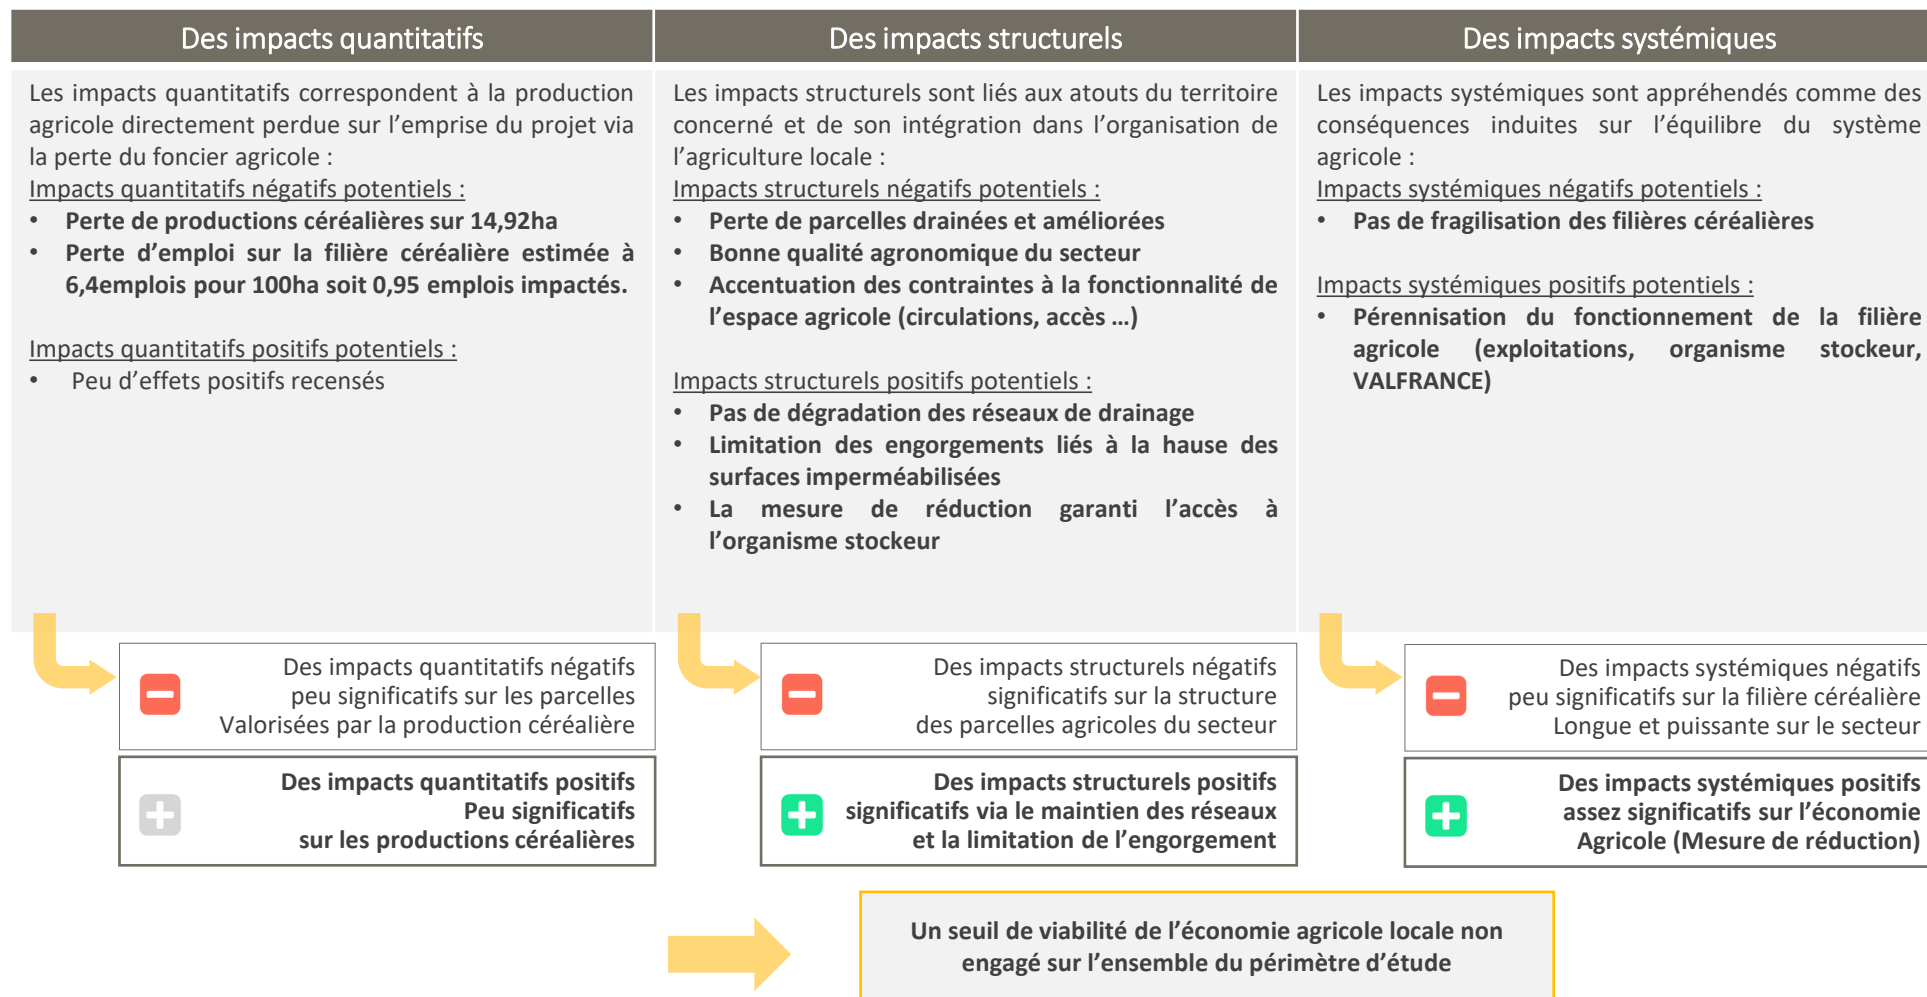 Des impacts quantitatifs
Les impacts quantitatifs correspondent à la production
agricole directement perdue sur l’emprise du projet via
la perte du foncier agricole :
Impacts quantitatifs négatifs potentiels :
• Perte de productions céréalières sur 14,92ha
• Perte d’emploi sur la filière céréalière estimée à
6,4emplois pour 100ha soit 0,95 emplois impactés.
Impacts quantitatifs positifs potentiels :
• Peu d’effets positifs recensés
Des impacts structurels
Les impacts structurels sont liés aux atouts du territoire
concerné et de son intégration dans l’organisation de
l’agriculture locale :
Impacts structurels négatifs potentiels :
• Perte de parcelles drainées et améliorées
• Bonne qualité agronomique du secteur
• Accentuation des contraintes à la fonctionnalité de
l’espace agricole (circulations, accès …)
Impacts structurels positifs potentiels :
• Pas de dégradation des réseaux de drainage
• Limitation des engorgements liés à la hause des
surfaces imperméabilisées
• La mesure de réduction garanti l’accès à
l’organisme stockeur
Des impacts systémiques
Les impacts systémiques sont appréhendés comme des
conséquences induites sur l’équilibre du système
agricole :
Impacts systémiques négatifs potentiels :
• Pas de fragilisation des filières céréalières
Impacts systémiques positifs potentiels :
• Pérennisation du fonctionnement de la filière
agricole (exploitations, organisme stockeur,
VALFRANCE)
Des impacts quantitatifs négatifs
peu significatifs sur les parcelles
Valorisées par la production céréalière
Des impacts structurels négatifs
significatifs sur la structure
des parcelles agricoles du secteur
Des impacts systémiques négatifs
peu significatifs sur la filière céréalière
Longue et puissante sur le secteur
Des impacts quantitatifs positifs
Peu significatifs
sur les productions céréalières
Des impacts structurels positifs
significatifs via le maintien des réseaux
et la limitation de l’engorgement
Des impacts systémiques positifs
assez significatifs sur l’économie
Agricole (Mesure de réduction)
Un seuil de viabilité de l’économie agricole locale non
engagé sur l’ensemble du périmètre d’étude